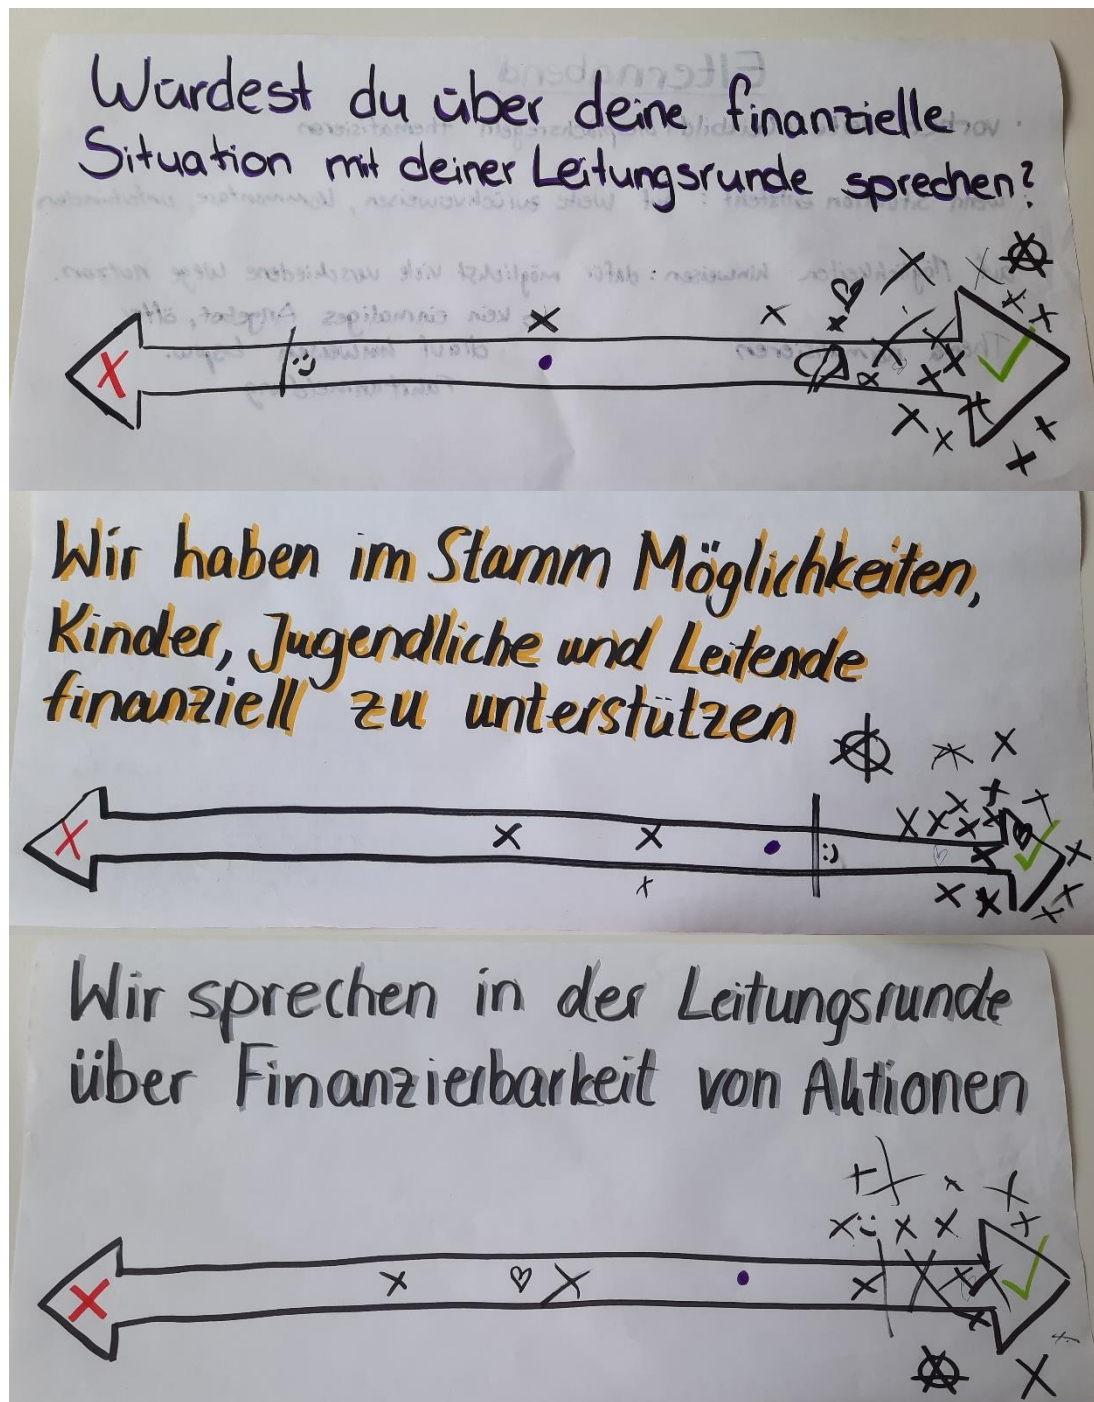 Würdest du über deine finanzielle
Situation mit deiner Leitungsrunde sprechen?
Wir haben im Stamm Möglichkeiten,
Kinder, Jugendliche und Leitende
finanziell zu unterstützen
Wir sprechen in der Leitungsrunde
über Finanzierbarkeit von Aktionen